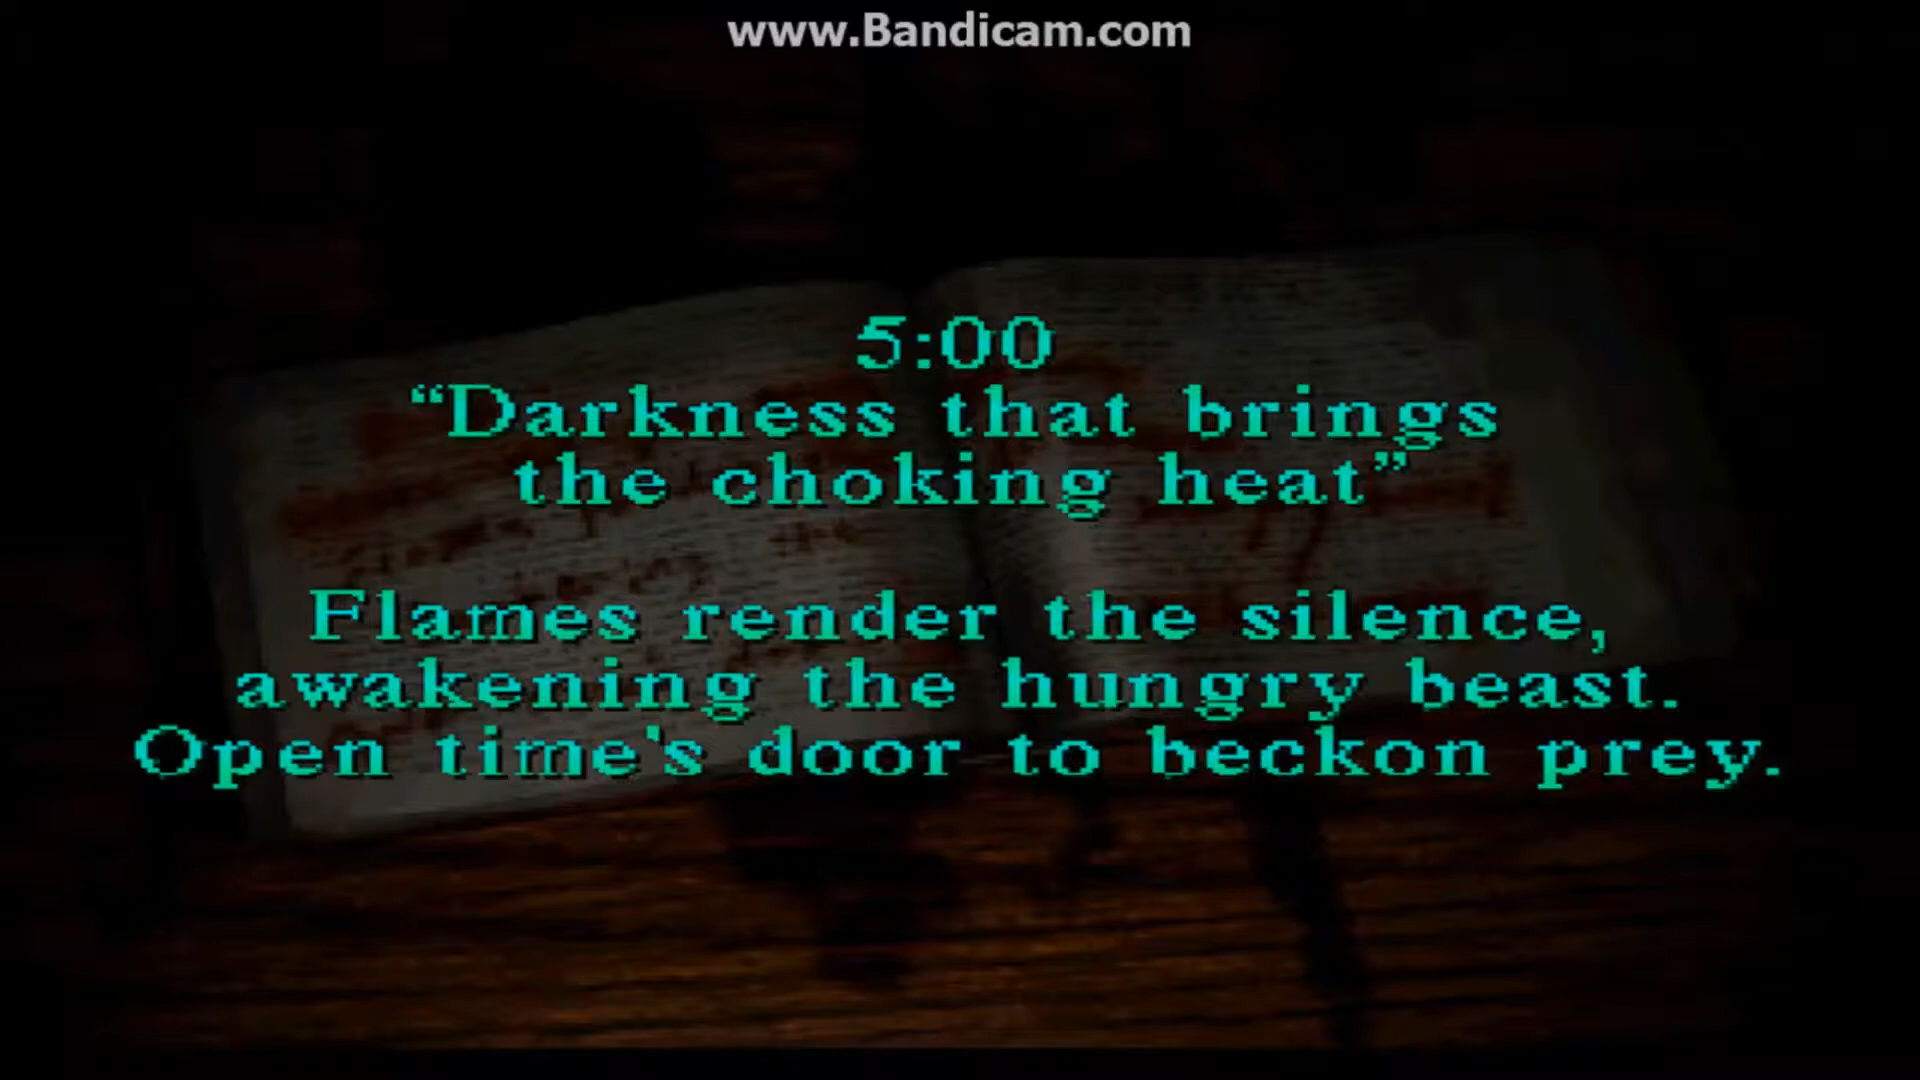 www.Bandicam.com
5:00
“Darkness that brings
the choking heat”
Flames render the silence,
awakening the hungry beast.
Open time's door to beckon prey.